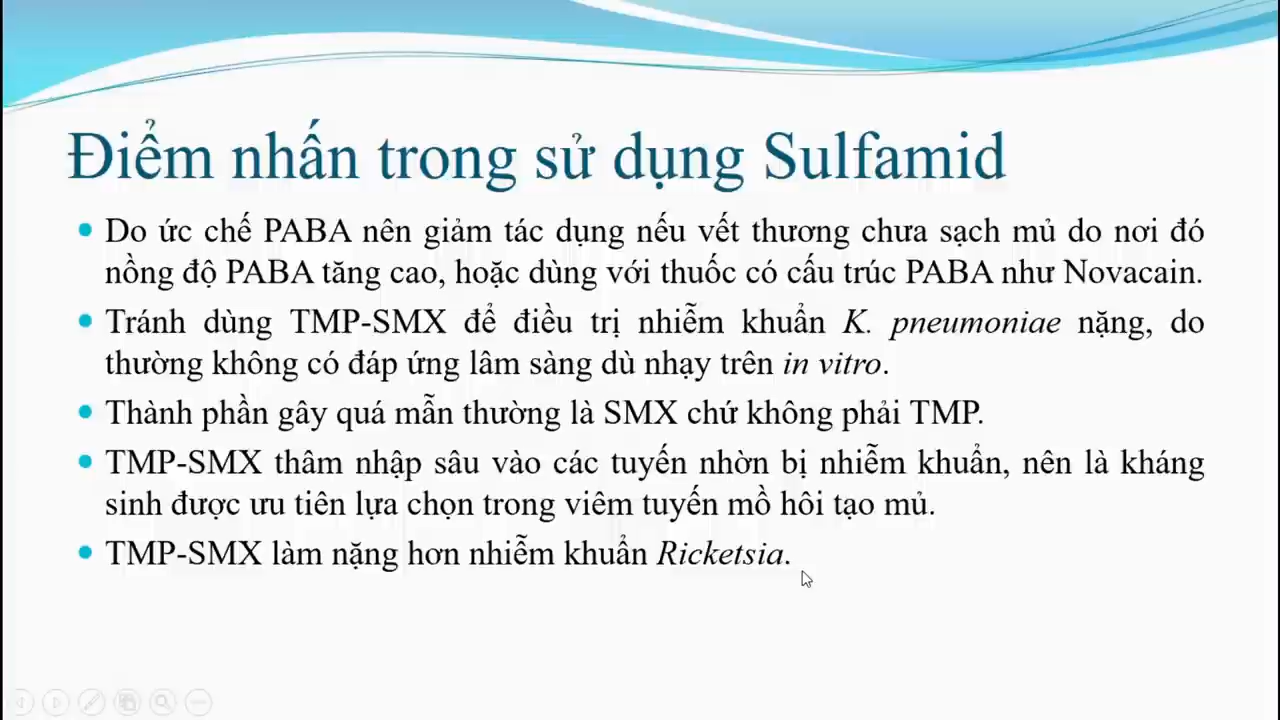 Điểm nhấn trong sử dụng Sulfamid
Do ức chế PABA nên giảm tác dụng nếu vết thương chưa sạch mủ do nơi đó
nồng độ PABA tăng cao, hoặc dùng với thuốc có cấu trúc PABA như Novacain.
Tránh dùng TMP-SMX để điều trị nhiễm khuẩn K. pneumoniae nặng, do
thường không có đáp ứng lâm sàng dù nhạy trên in vitro.
Thành phần gây quá mẫn thường là SMX chứ không phải TMP.
TMP-SMX thâm nhập sâu vào các tuyến nhờn bị nhiễm khuẩn, nên là kháng
sinh được ưu tiên lựa chọn trong viêm tuyến mồ hôi tạo mủ.
TMP-SMX làm nặng hơn nhiễm khuẩn Ricketsia.